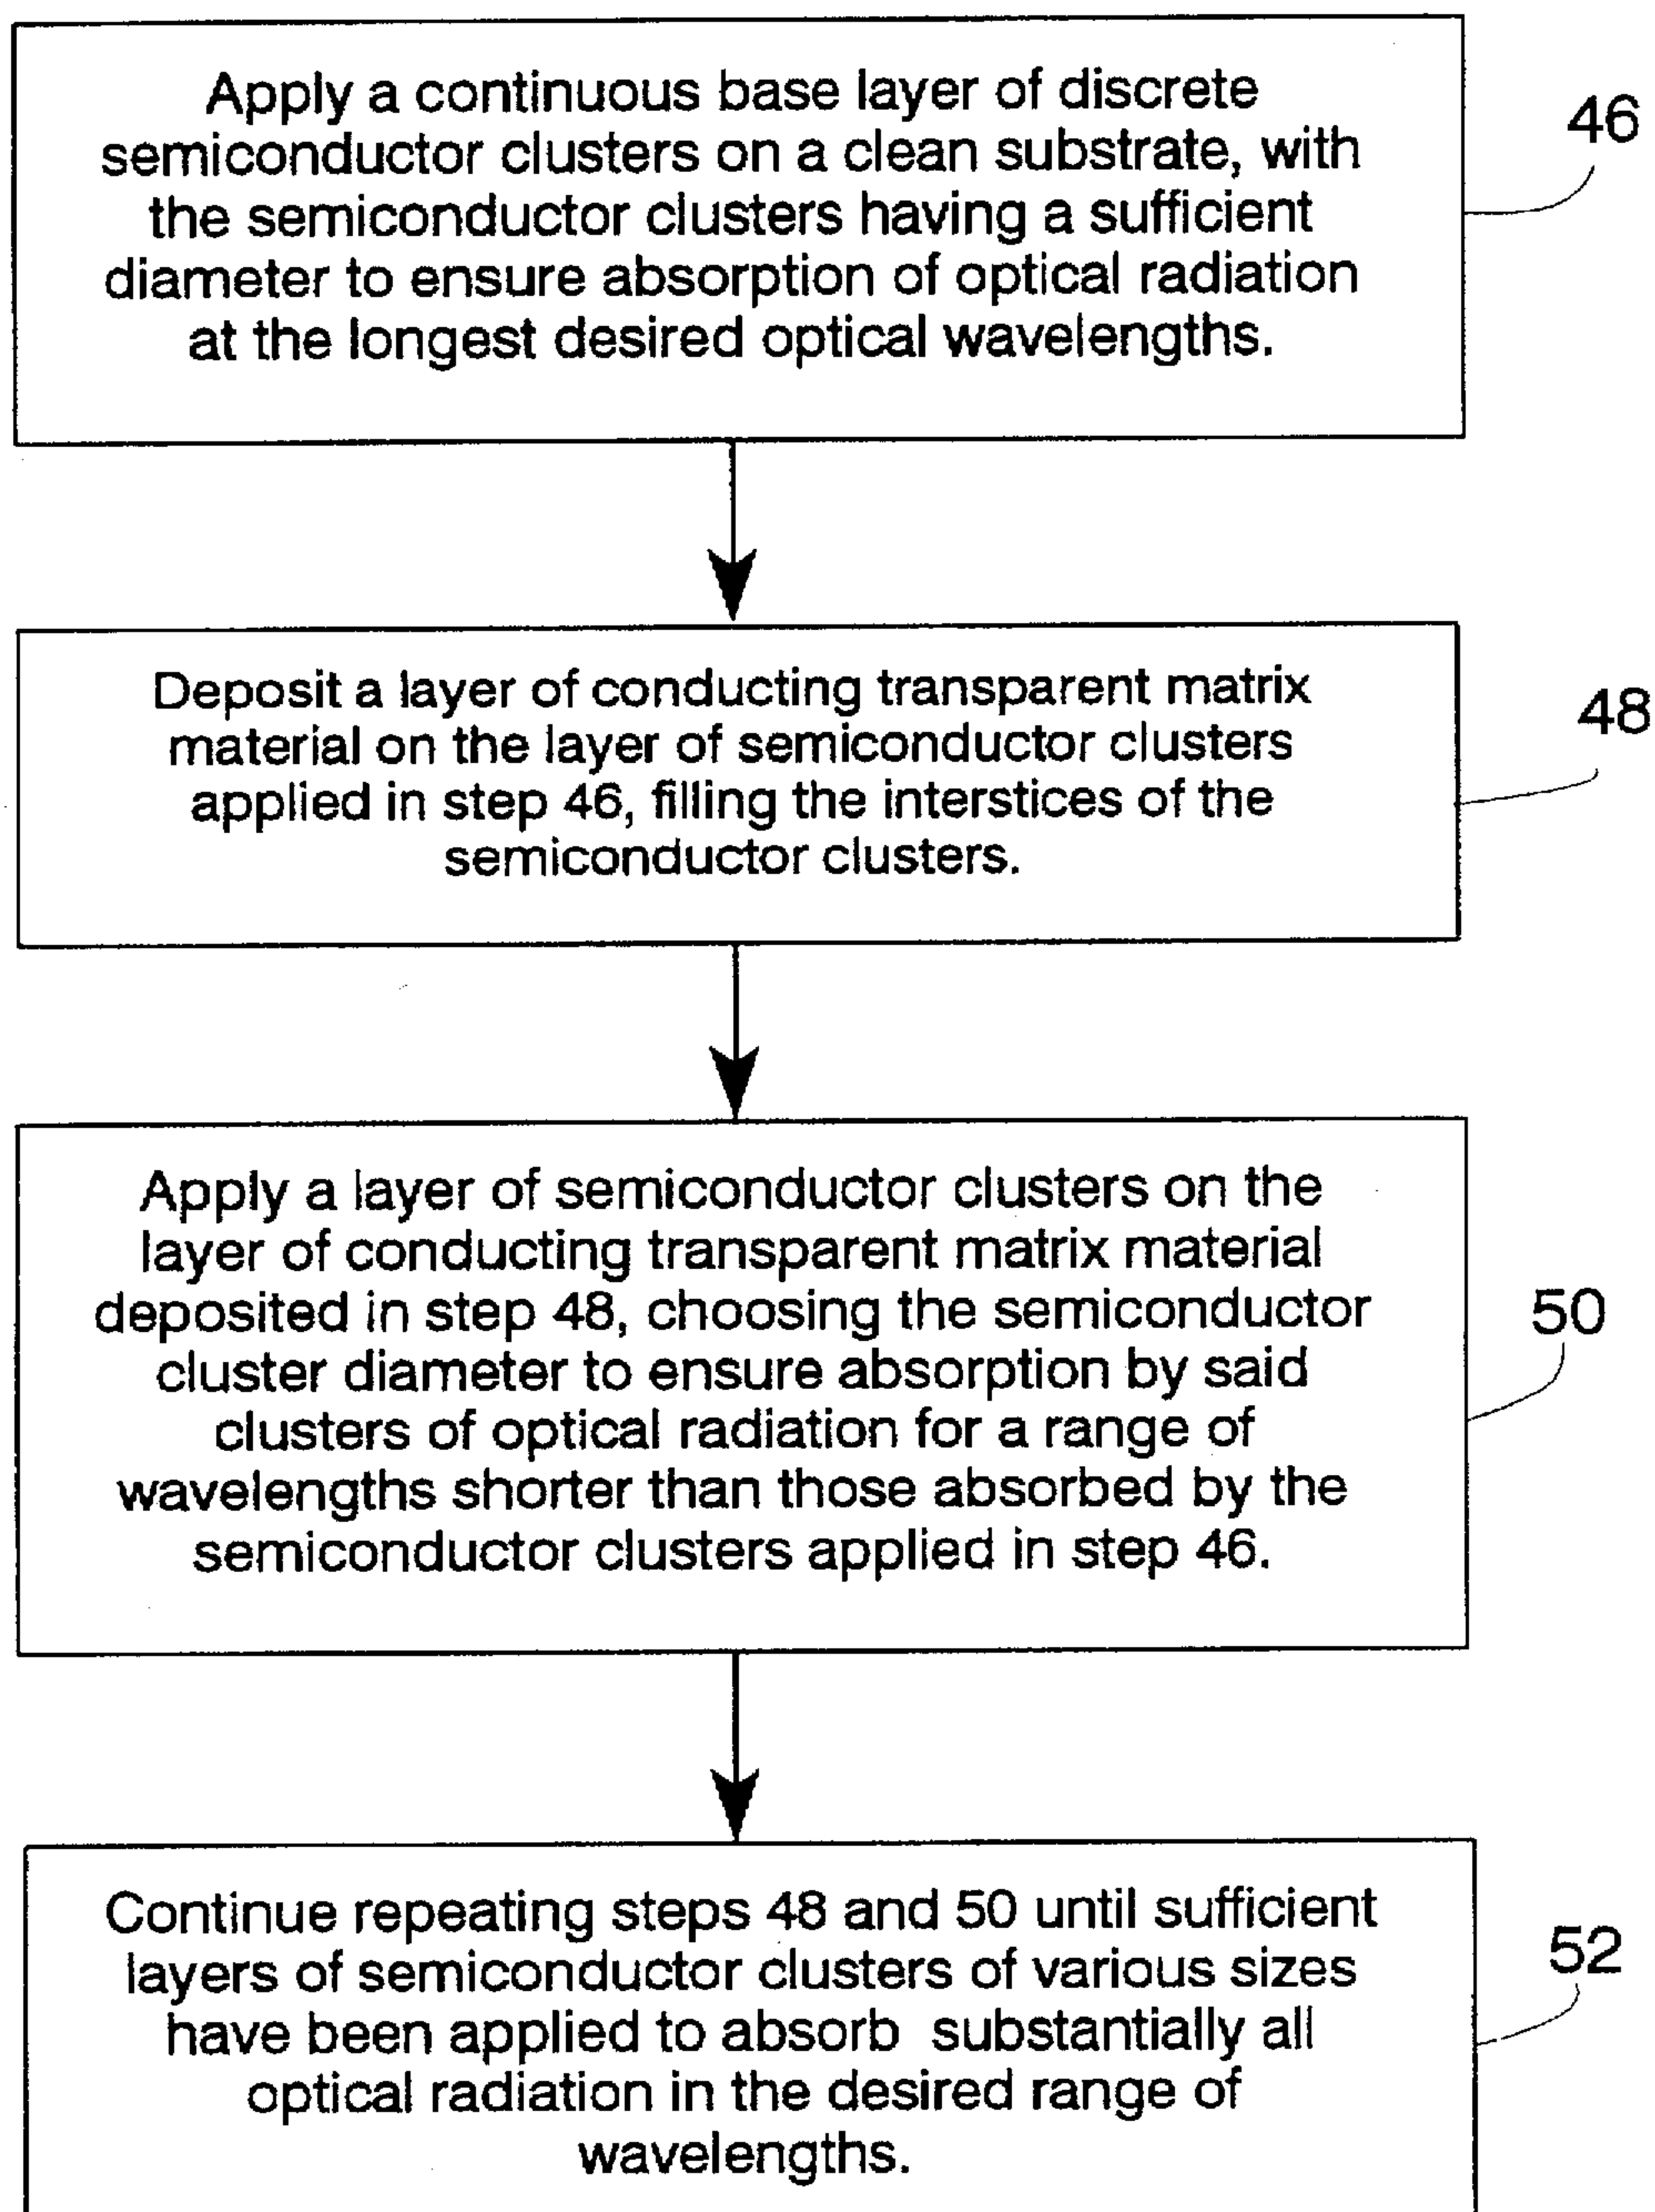 Apply a continuous base layer of discrete
semiconductor clusters on a clean substrate, with
the semiconductor clusters having a sufficient
diameter to ensure absorption of optical radiation
at the longest desired optical wavelengths.
46
Deposit a layer of conducting transparent matrix
material on the layer of semiconductor clusters
applied in step 46, filling the interstices of the
semiconductor clusters.
48
Apply a layer of semiconductor clusters on the
layer of conducting transparent matrix material
deposited in step 48, choosing the semiconductor
cluster diameter to ensure absorption by said
clusters of optical radiation for a range of
wavelengths shorter than those absorbed by the
semiconductor clusters applied in step 46.
50
Continue repeating steps 48 and 50 until sufficient
layers of semiconductor clusters of various sizes
have been applied to absorb substantially all
optical radiation in the desired range of
wavelengths.
52